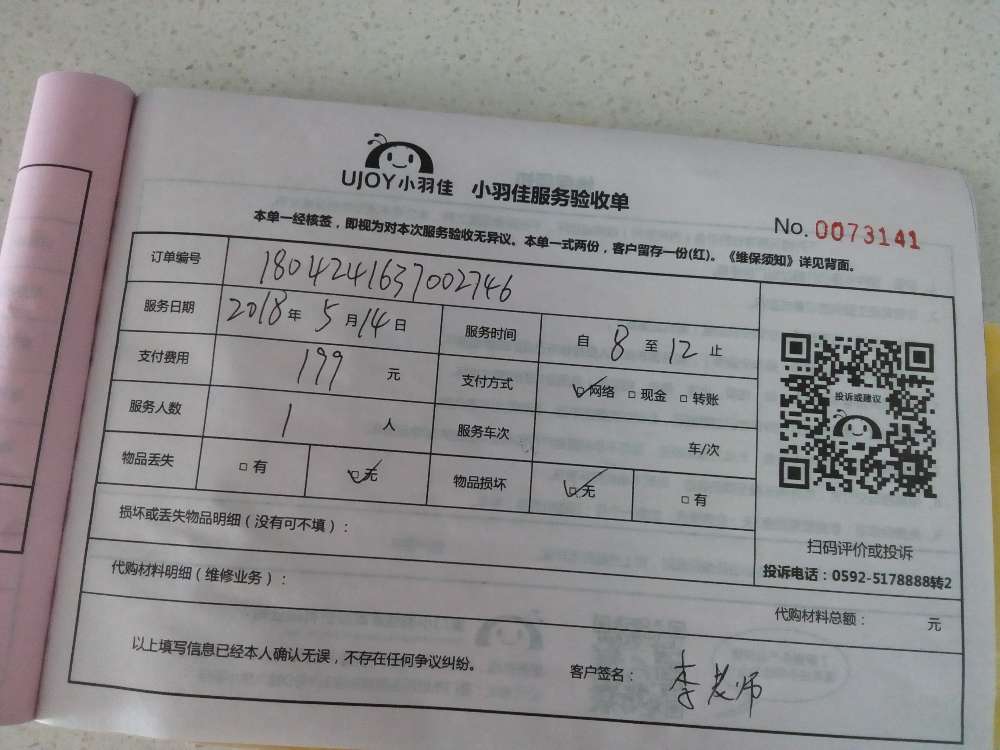 UJOY小羽佳 小羽佳服务验收单
No. 0073141
本单一经核签，即视为对本次服务验收无异议。本单一式两份，客户留存一份(红)。《维保须知》详见背面。
订单编号 1804241637002746
服务日期 2018年 5月14日 服务时间 自 8 至 12 止
支付费用 199 元 支付方式 ☑网络 □现金 □转账
服务人数 1 人 服务车次 车/次
投诉或建议
物品丢失 □有 ☑无 物品损坏 ☑无 □有
损坏或丢失物品明细（没有可不填）：
扫码评价或投诉
投诉电话：0592-5178888转2
代购材料明细（维修业务）：
代购材料总额： 元
以上填写信息已经本人确认无误，不存在任何争议纠纷。 客户签名： 李老师